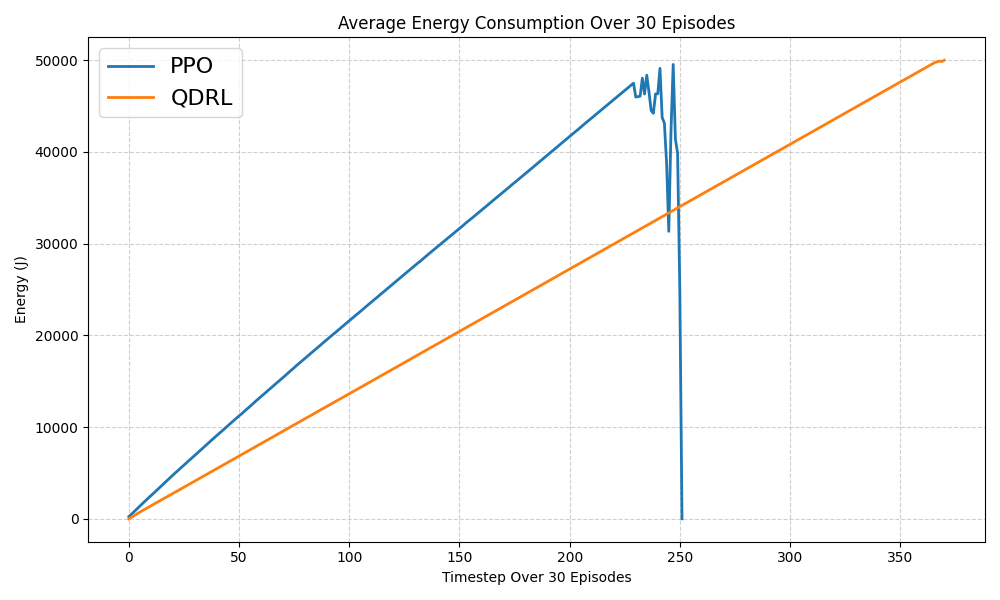 Average Energy Consumption Over 30 Episodes
PPO
QDRL
Energy (J)
50000
40000
30000
20000
10000
0
0 50 100 150 200 250 300 350
Timestep Over 30 Episodes